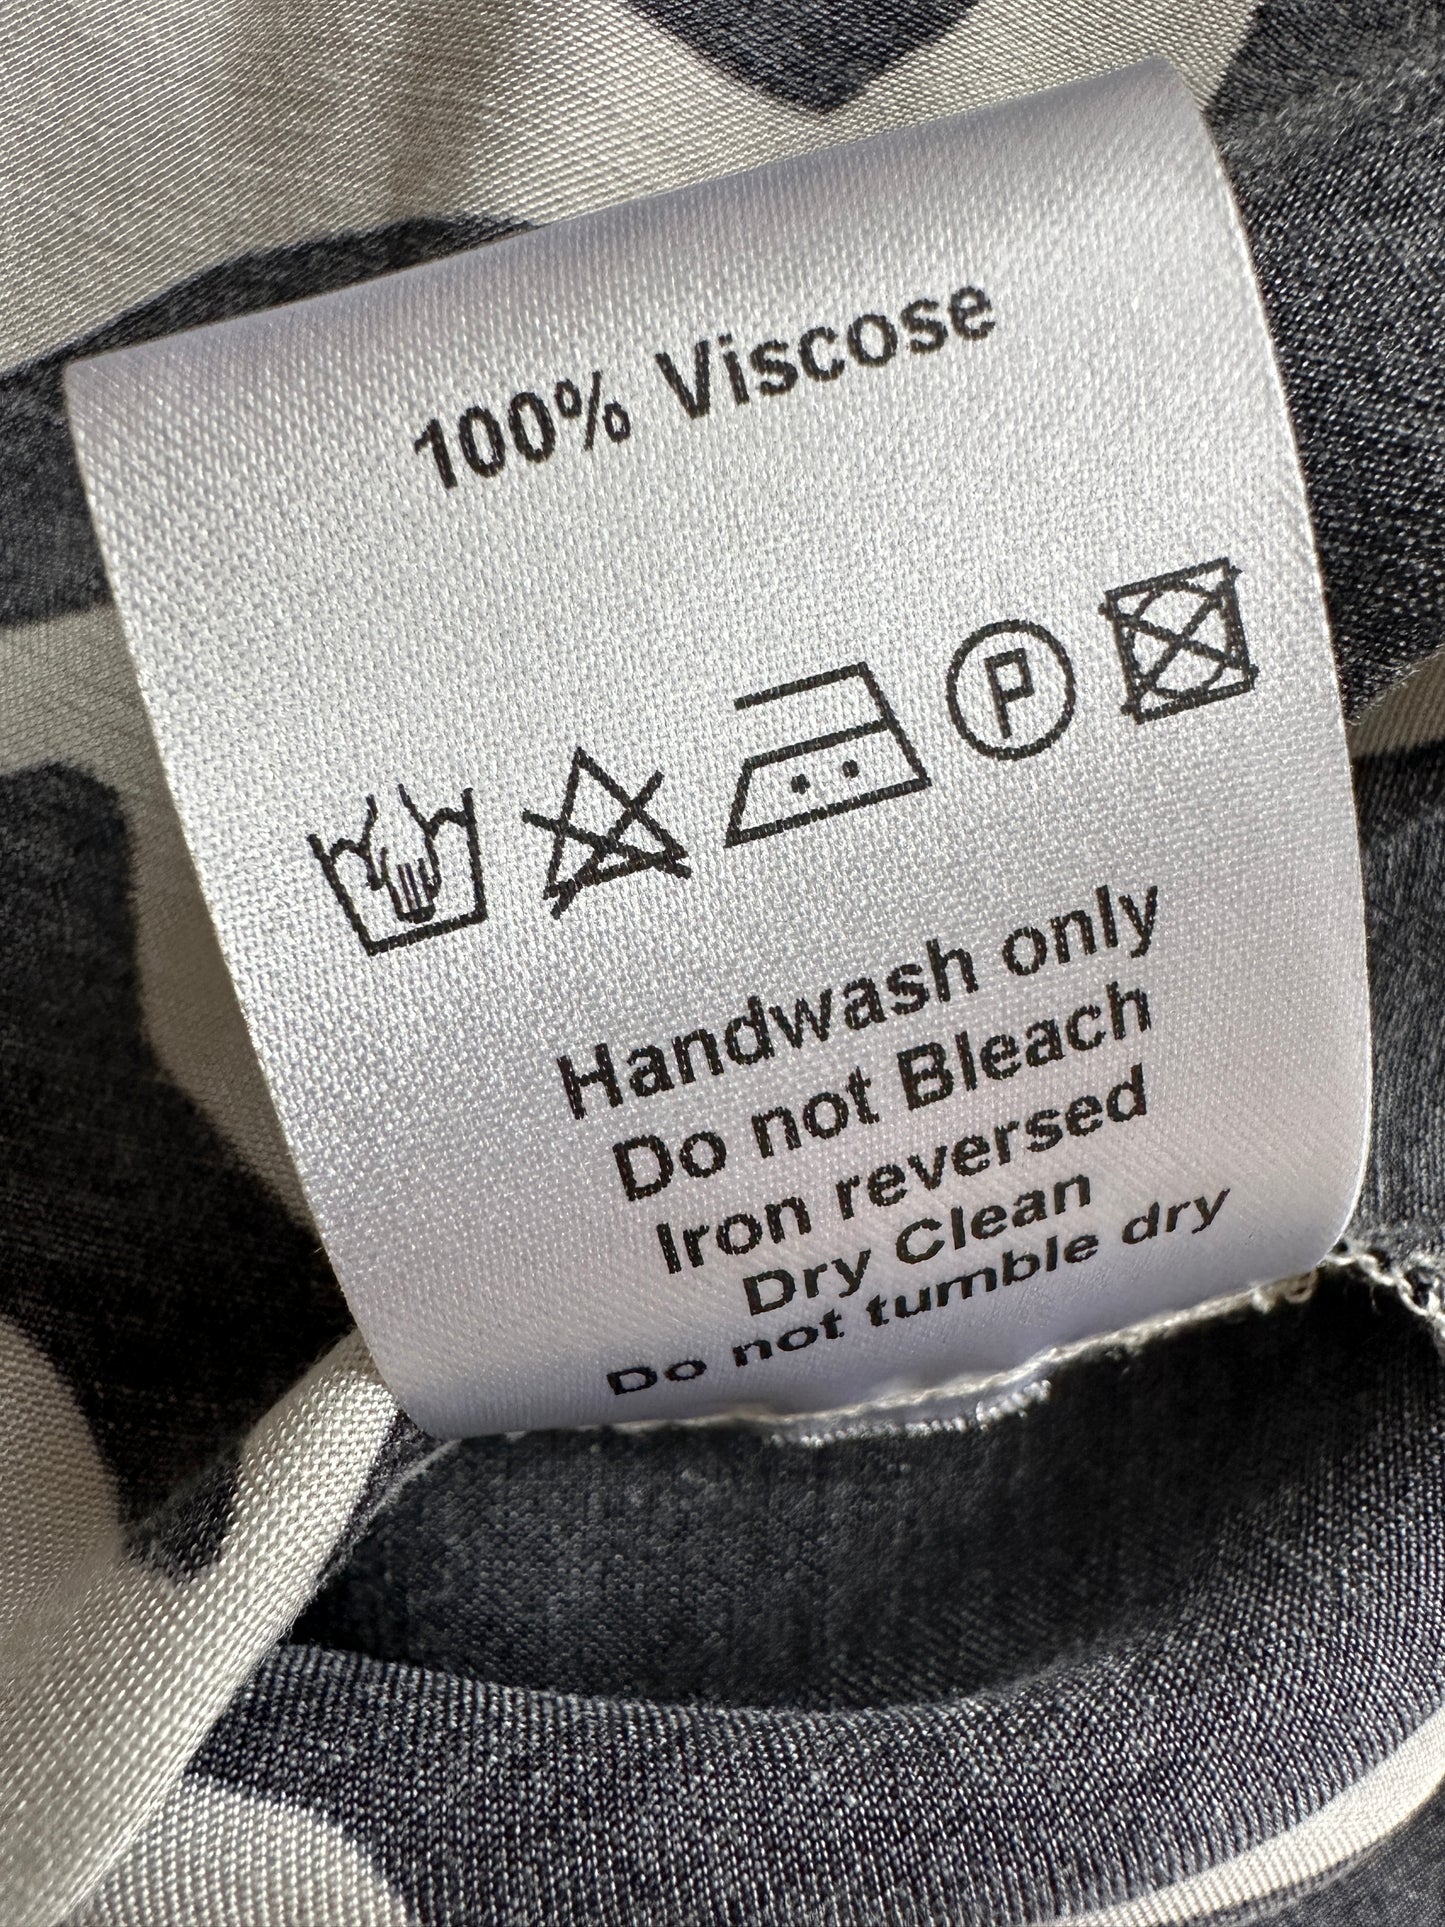 100% Viscose
P
Handwash only
Do not Bleach
Iron reversed
Dry Clean
Do not tumble dry